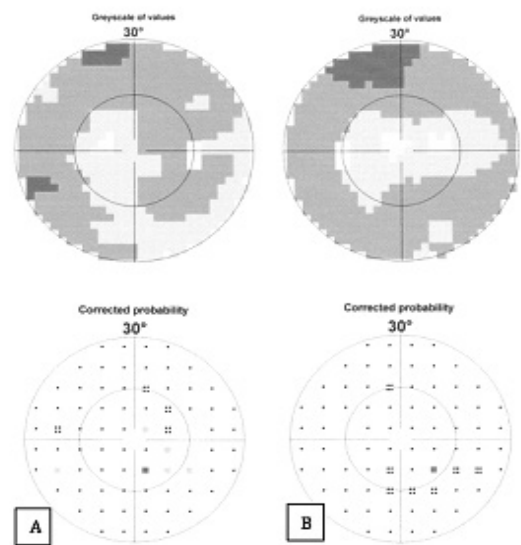 Greyscale of values
30°
Greyscale of values
30°
Corrected probability
30°
Corrected probability
30°
A
B